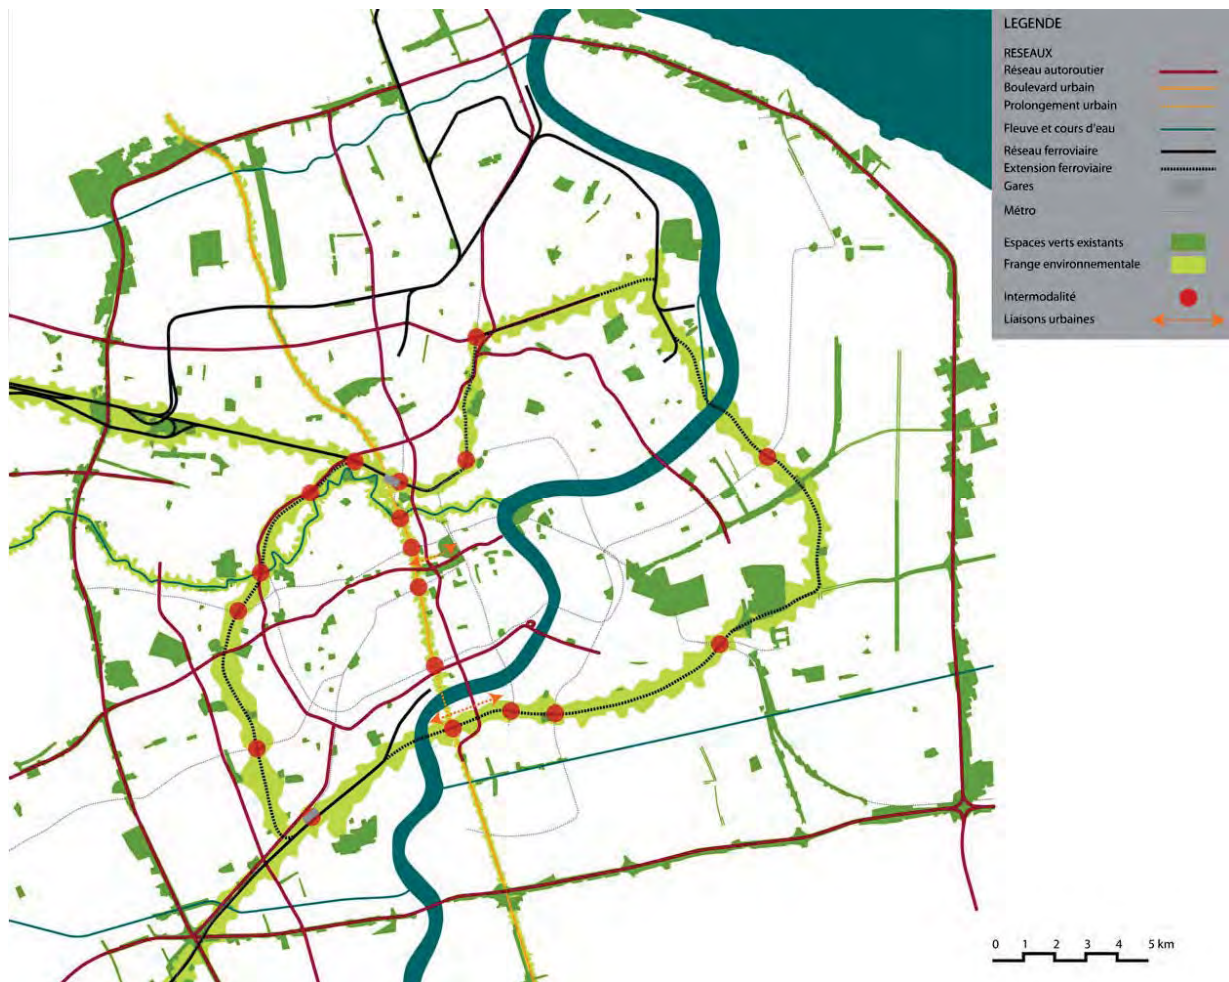 LEGENDE
RESEAUX
Réseau autoroutier
Boulevard urbain
Prolongement urbain
Fleuve et cours d'eau
Réseau ferroviaire
Extension ferroviaire
Gares
Métro
Espaces verts existants
Frange environnementale
Intermodalité
Liaisons urbaines
0 1 2 3 4 5 km